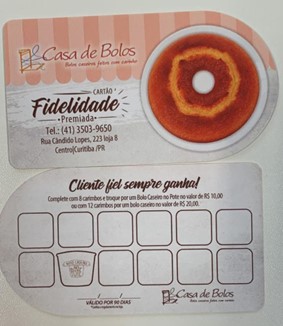 Casa de Bolos
Bolos caseiros feitos com carinho
CARTÃO
Fidelidade
•Premiada•
Tel.: (41) 3503-9650
Rua Cândido Lopes, 223 loja 8
Centro|Curitiba /PR
Cliente fiel sempre ganha!
Complete com 8 carimbos e troque por um Bolo Caseiro no Pote no valor de R$ 10,00
ou com 12 carimbos por um bolo caseiro no valor de R$ 20,00.
VÁLIDO POR 90 DIAS
Casa de Bolos
Bolos caseiros feitos com carinho